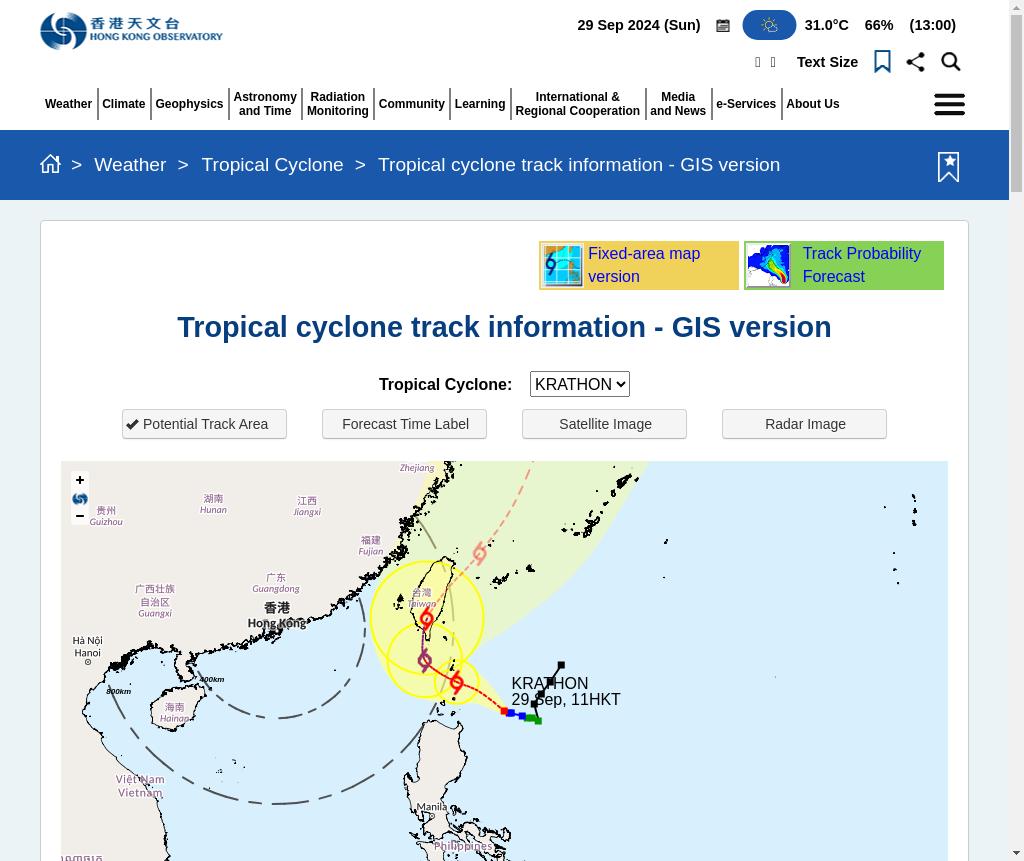 香港天文台
HONG KONG OBSERVATORY
29 Sep 2024 (Sun)
31.0°C 66% (13:00)
Text Size
Weather
Climate
Geophysics
Astronomy
and Time
Radiation
Monitoring
Community
Learning
International &
Regional Cooperation
Media
and News
e-Services
About Us
> Weather > Tropical Cyclone > Tropical cyclone track information - GIS version
Fixed-area map
version
Track Probability
Forecast
Tropical cyclone track information - GIS version
Tropical Cyclone: KRATHON
Potential Track Area
Forecast Time Label
Satellite Image
Radar Image
+
−
Zhejiang
湖南
Hunan
江西
Jiangxi
贵州
Guizhou
福建
Fujian
广东
Guangdong
广西壮族
自治区
Guangxi
台灣
Taiwan
香港
Hong Kong
Hà Nội
Hanoi
400km
800km
海南
Hainan
KRATHON
29 Sep, 11HKT
Việt Nam
Vietnam
Manila
Philippines